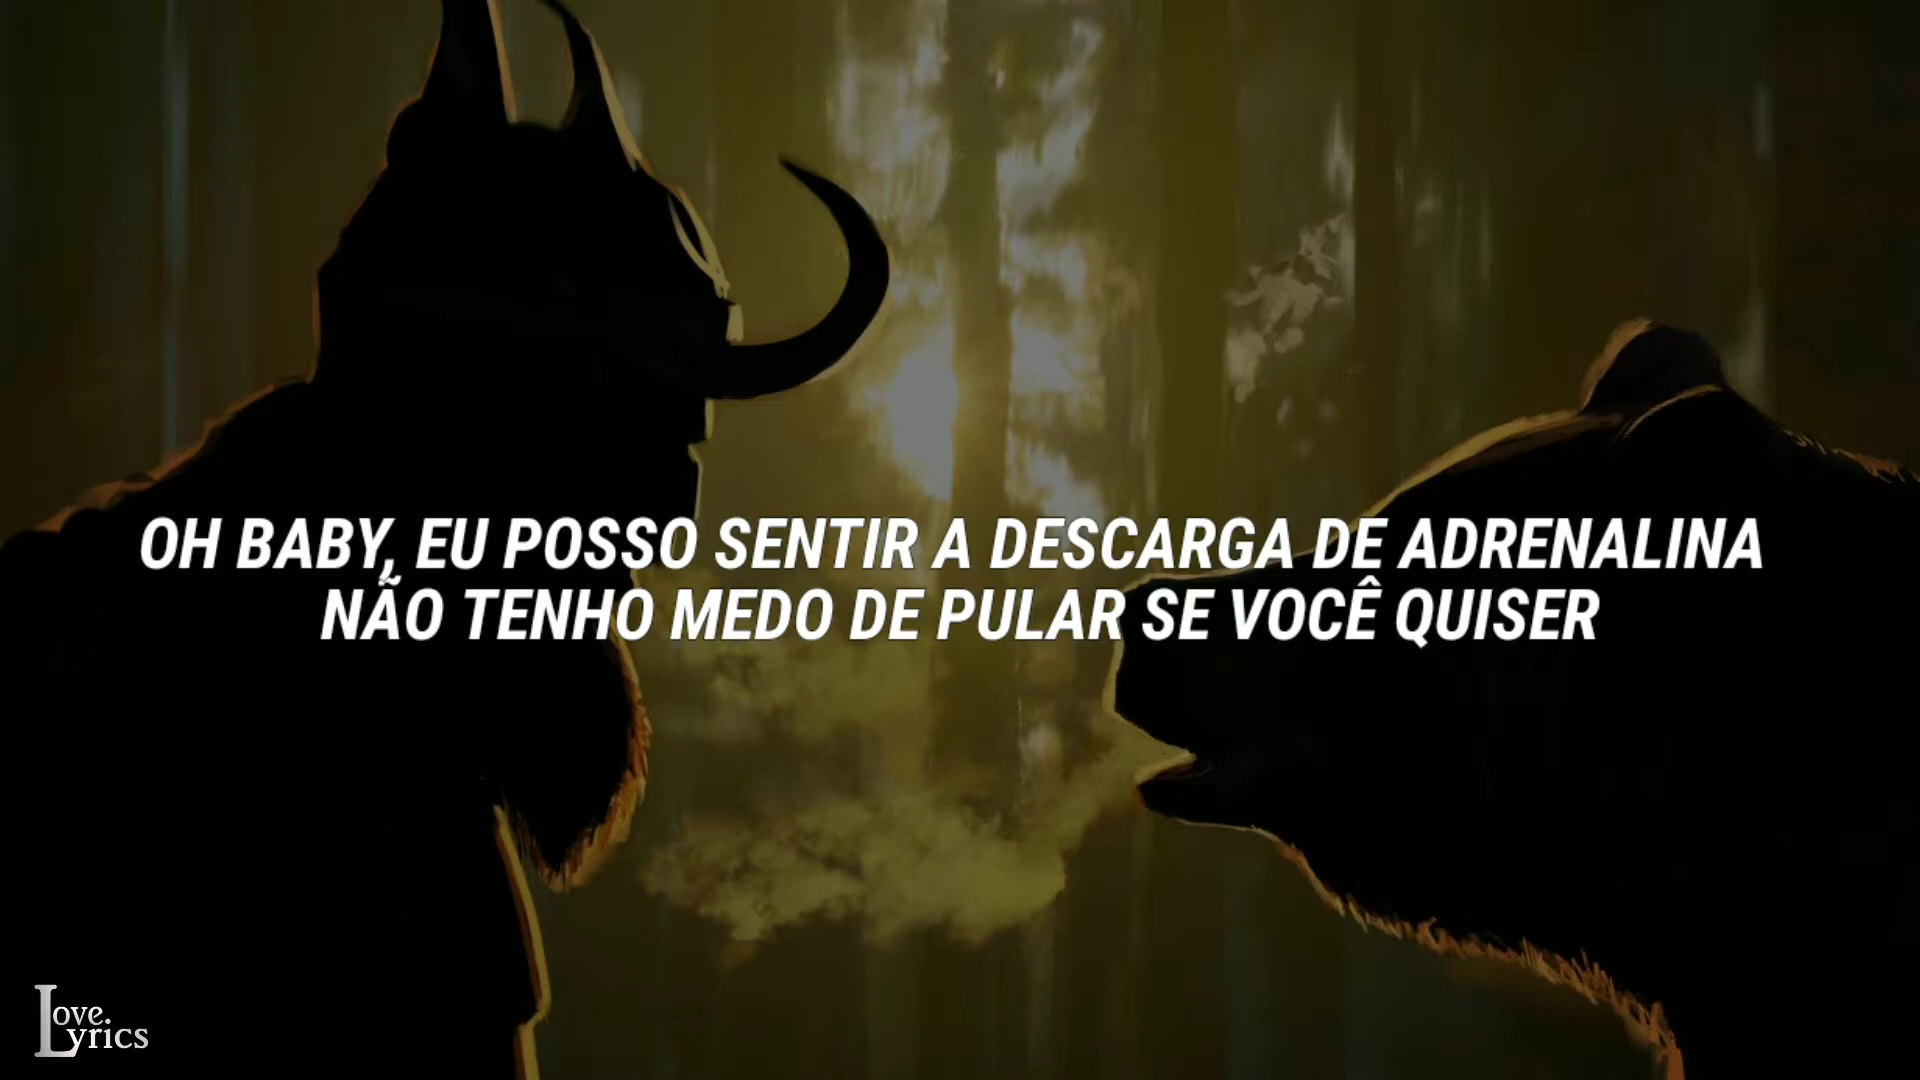 OH BABY, EU POSSO SENTIR A DESCARGA DE ADRENALINA
NÃO TENHO MEDO DE PULAR SE VOCÊ QUISER
Love.
Lyrics